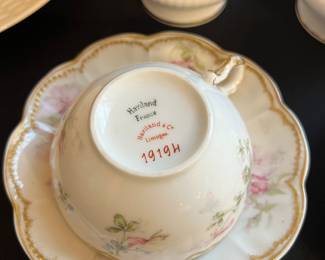 Haviland
France
Haviland & Co
Limoges
1919H